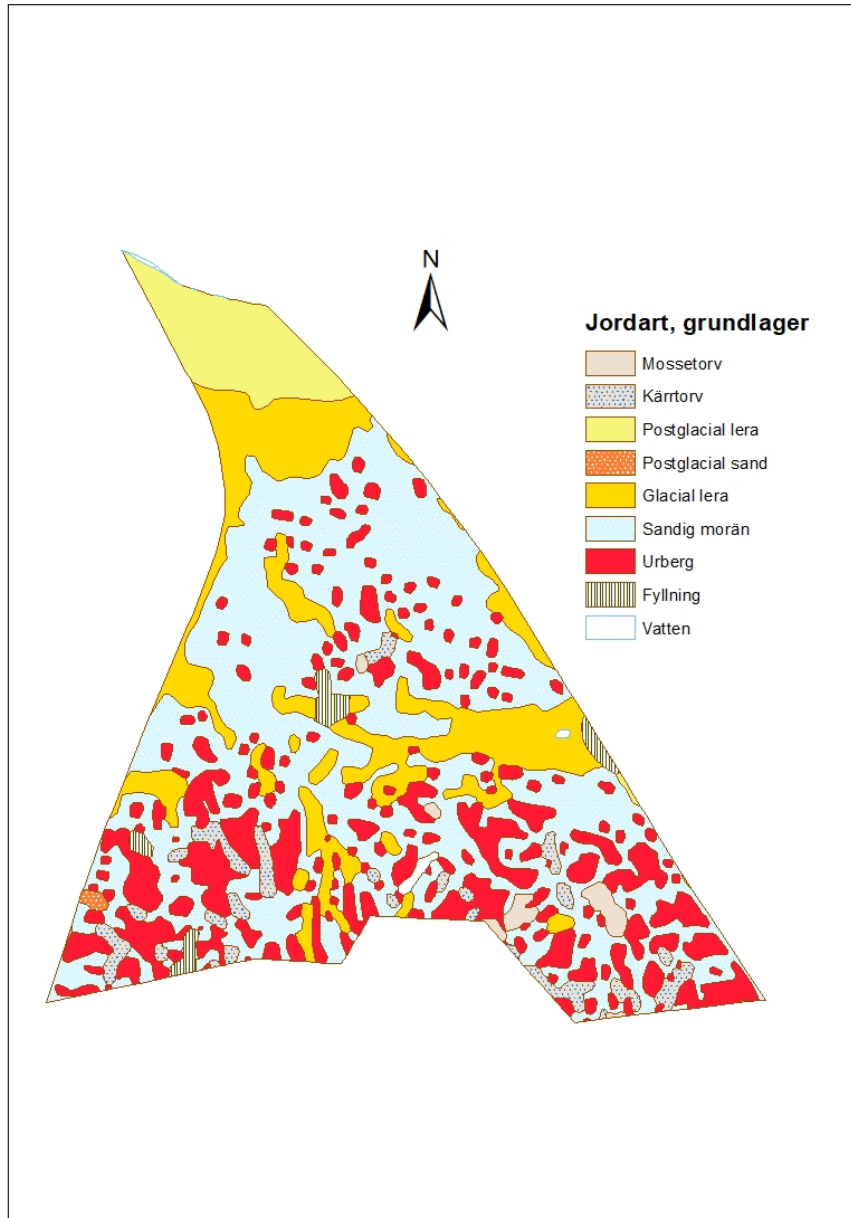 N
Jordart, grundlager
Mossetorv
Kärrtorv
Postglacial lera
Postglacial sand
Glacial lera
Sandig morän
Urberg
Fyllning
Vatten